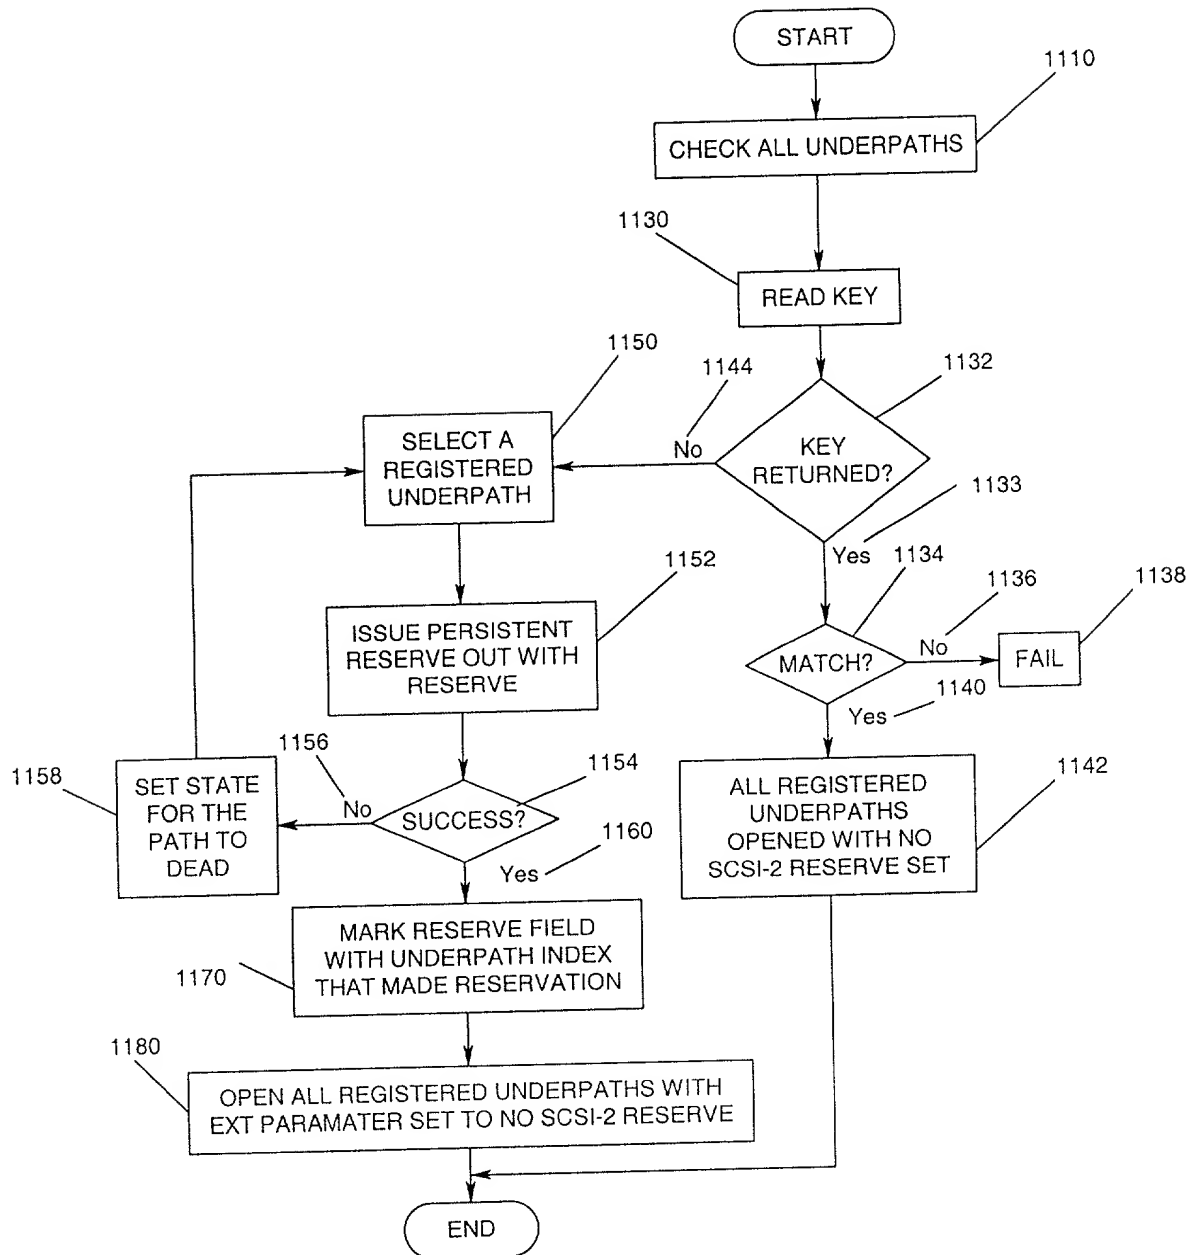 START
1110
CHECK ALL UNDERPATHS
1130
READ KEY
1150
1144
1132
SELECT A
REGISTERED
UNDERPATH
No
KEY
RETURNED?
1133
Yes
1152
1134
1136
1138
ISSUE PERSISTENT
RESERVE OUT WITH
RESERVE
MATCH?
No
FAIL
1140
Yes
1156
1154
1158
SET STATE
FOR THE
PATH TO
DEAD
No
SUCCESS?
1160
Yes
1142
ALL REGISTERED
UNDERPATHS
OPENED WITH NO
SCSI-2 RESERVE SET
MARK RESERVE FIELD
WITH UNDERPATH INDEX
THAT MADE RESERVATION
1170
1180
OPEN ALL REGISTERED UNDERPATHS WITH
EXT PARAMATER SET TO NO SCSI-2 RESERVE
END